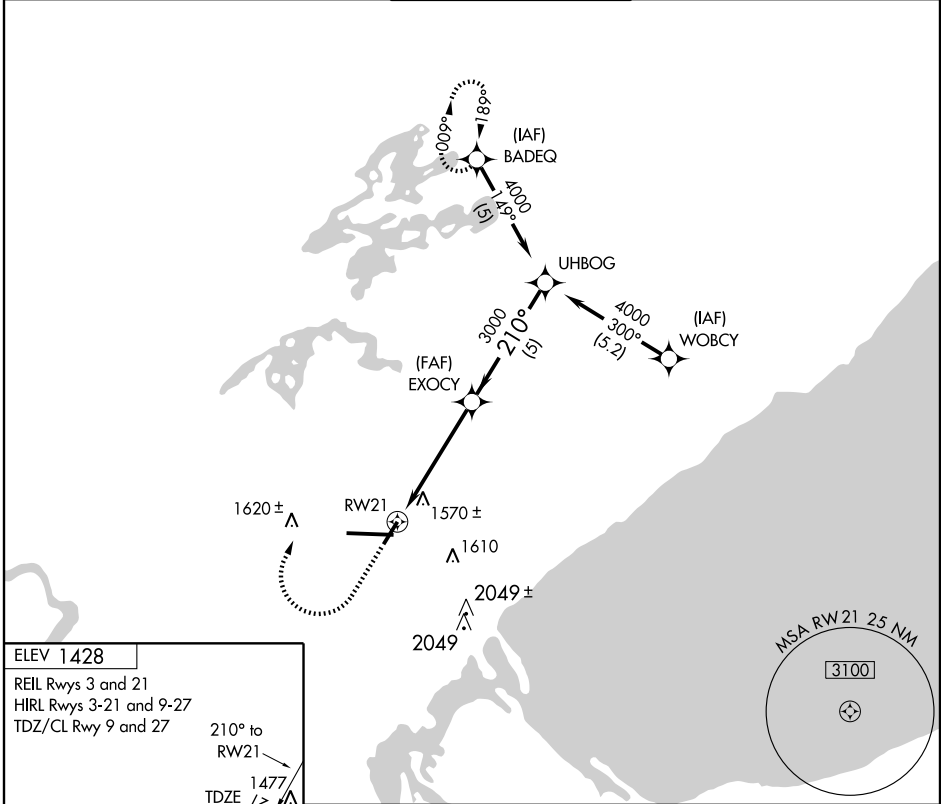 009°
189°
(IAF)
BADEQ
4000
149°
(5)
UHBOG
4000
300°
(5.2)
(IAF)
WOBCY
3000
210°
(5)
(FAF)
EXOCY
RW21
1620 ±
1570 ±
1610
2049 ±
2049
MSA RW21 25 NM
3100
ELEV 1428
REIL Rwys 3 and 21
HIRL Rwys 3-21 and 9-27
TDZ/CL Rwy 9 and 27
210° to
RW21
1477
TDZE